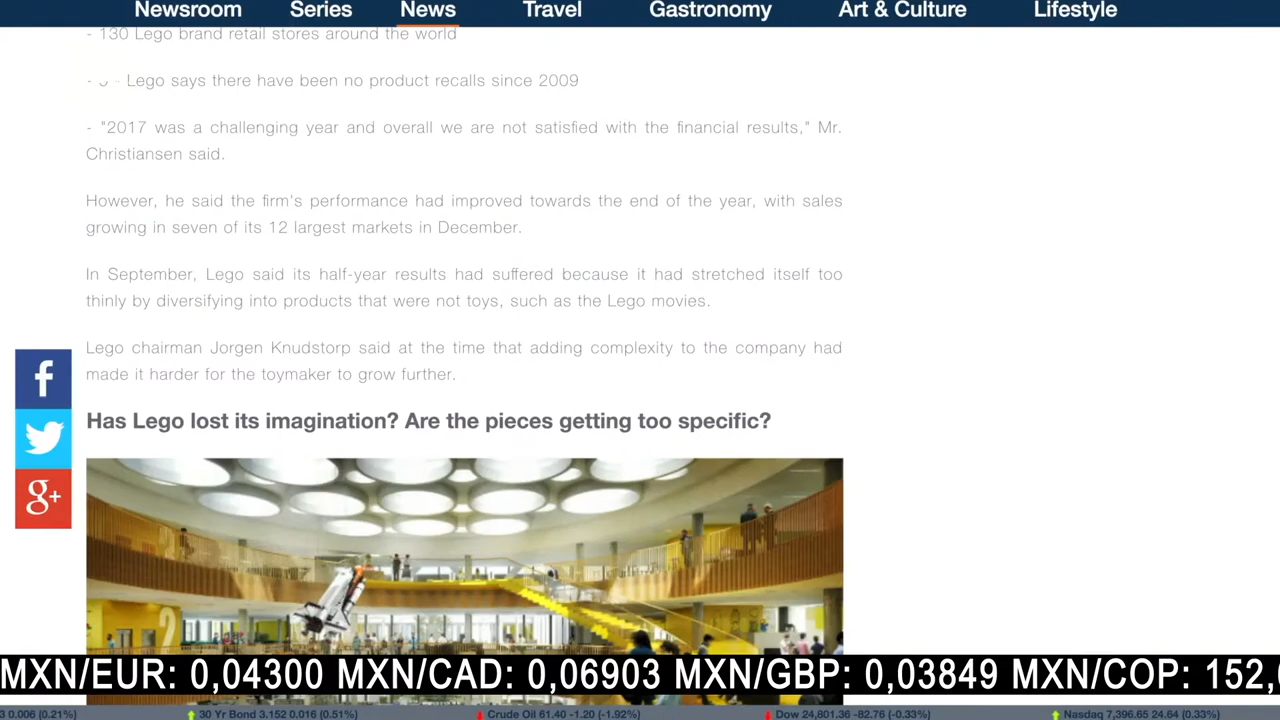 Newsroom Series News Travel Gastronomy Art & Culture Lifestyle
- 130 Lego brand retail stores around the world
- Lego says there have been no product recalls since 2009
- "2017 was a challenging year and overall we are not satisfied with the financial results," Mr.
Christiansen said.
However, he said the firm's performance had improved towards the end of the year, with sales
growing in seven of its 12 largest markets in December.
In September, Lego said its half-year results had suffered because it had stretched itself too
thinly by diversifying into products that were not toys, such as the Lego movies.
Lego chairman Jorgen Knudstorp said at the time that adding complexity to the company had
made it harder for the toymaker to grow further.
f
g+
Has Lego lost its imagination? Are the pieces getting too specific?
2
MXN/EUR: 0,04300 MXN/CAD: 0,06903 MXN/GBP: 0,03849 MXN/COP: 152,
3 0.006 (0.21%) 30 Yr Bond 3.152 0.016 (0.51%) Crude Oil 61.40 -1.20 (-1.92%) Dow 24,801.36 -82.76 (-0.33%) Nasdaq 7,396.65 24.64 (0.33%)